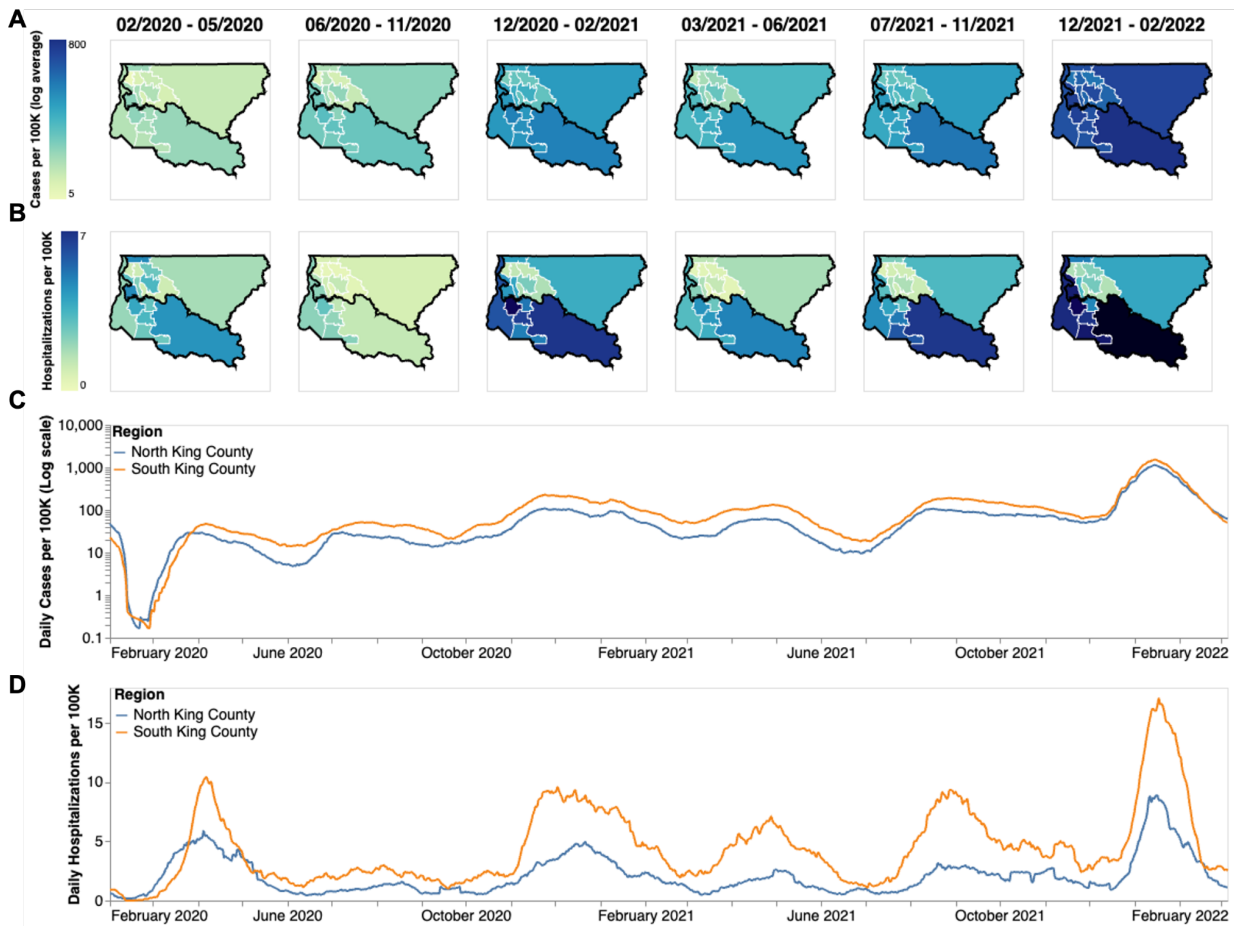 A
02/2020 - 05/2020
06/2020 - 11/2020
12/2020 - 02/2021
03/2021 - 06/2021
07/2021 - 11/2021
12/2021 - 02/2022
Cases per 100K (log average)
800
5
B
Hospitalizations per 100K
7
0
C
Daily Cases per 100K (Log scale)
10,000
1,000
100
10
1
0.1
Region
North King County
South King County
February 2020
June 2020
October 2020
February 2021
June 2021
October 2021
February 2022
D
Daily Hospitalizations per 100K
15
10
5
0
Region
North King County
South King County
February 2020
June 2020
October 2020
February 2021
June 2021
October 2021
February 2022